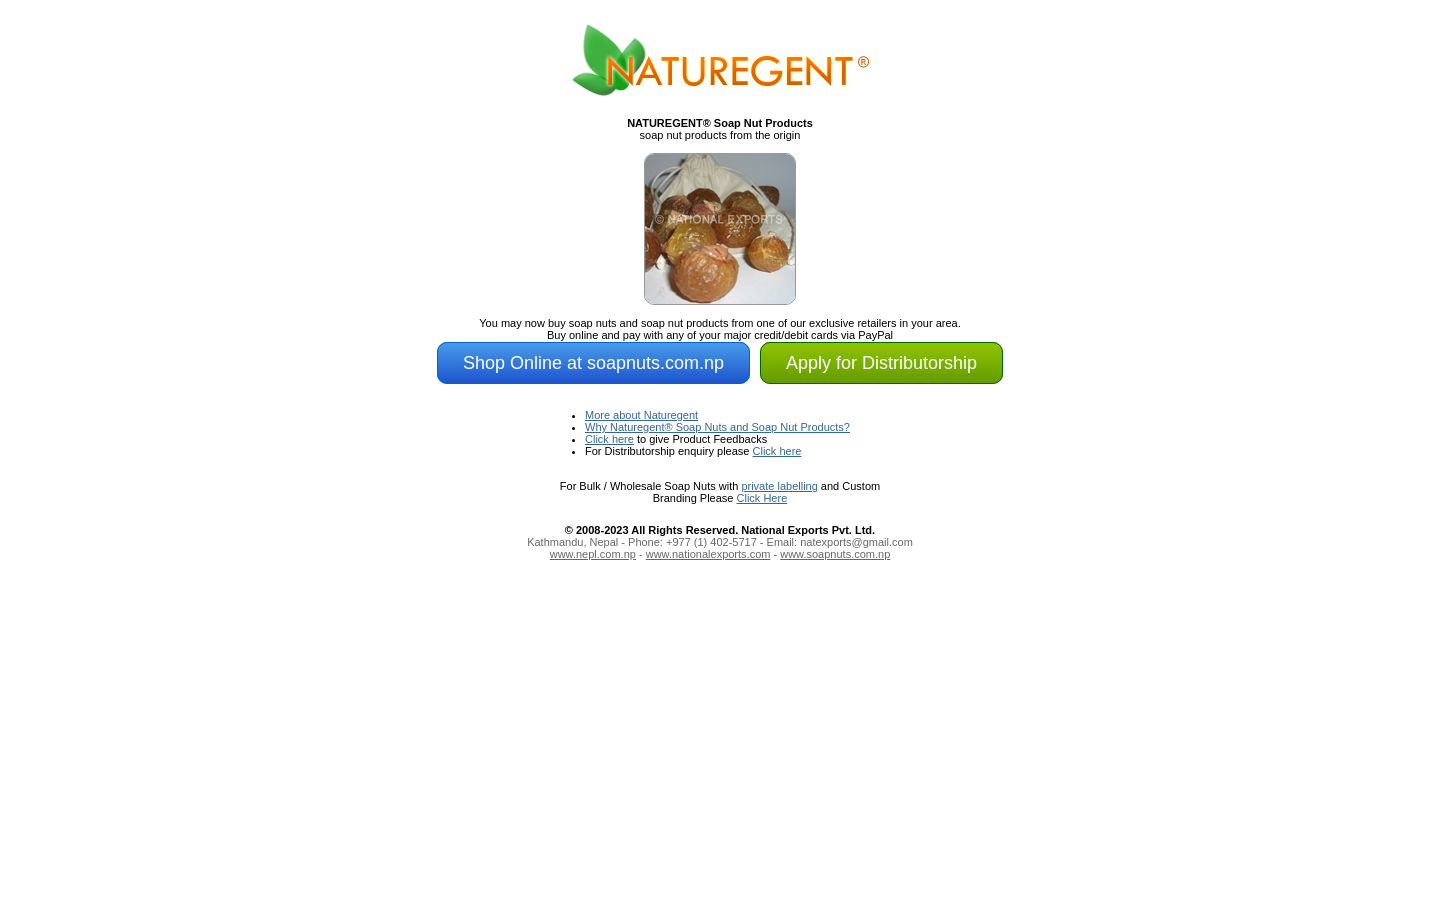 NATUREGENT ®
NATUREGENT® Soap Nut Products
soap nut products from the origin
© NATIONAL EXPORTS
You may now buy soap nuts and soap nut products from one of our exclusive retailers in your area.
Buy online and pay with any of your major credit/debit cards via PayPal
Shop Online at soapnuts.com.np
Apply for Distributorship
More about Naturegent
Why Naturegent® Soap Nuts and Soap Nut Products?
Click here to give Product Feedbacks
For Distributorship enquiry please Click here
For Bulk / Wholesale Soap Nuts with private labelling and Custom
Branding Please Click Here
© 2008-2023 All Rights Reserved. National Exports Pvt. Ltd.
Kathmandu, Nepal - Phone: +977 (1) 402-5717 - Email: natexports@gmail.com
www.nepl.com.np - www.nationalexports.com - www.soapnuts.com.np